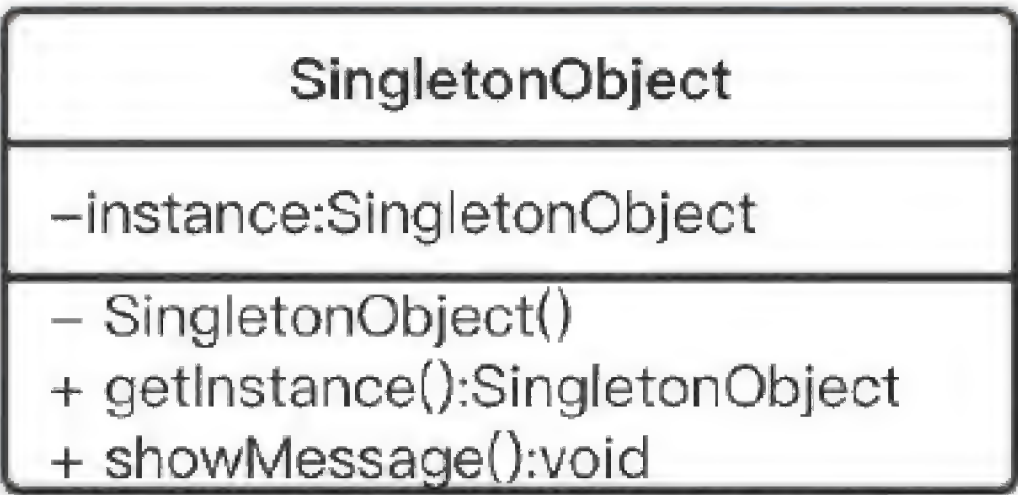 SingletonObject
–instance:SingletonObject
– SingletonObject()
+ getInstance():SingletonObject
+ showMessage():void